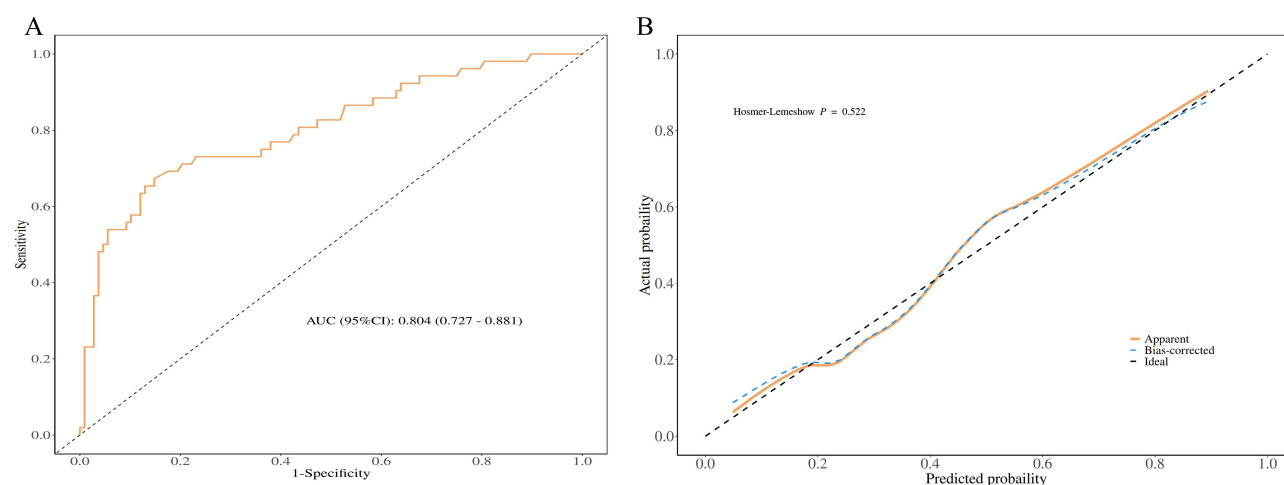 A
1.0
0.8
0.6
0.4
0.2
0.0
Sensitivity
AUC (95%CI): 0.804 (0.727 - 0.881)
0.0 0.2 0.4 0.6 0.8 1.0
1-Specificity
B
1.0
0.8
0.6
0.4
0.2
0.0
Actual probaility
Hosmer-Lemeshow P = 0.522
Apparent
Bias-corrected
Ideal
0.0 0.2 0.4 0.6 0.8 1.0
Predicted probaility